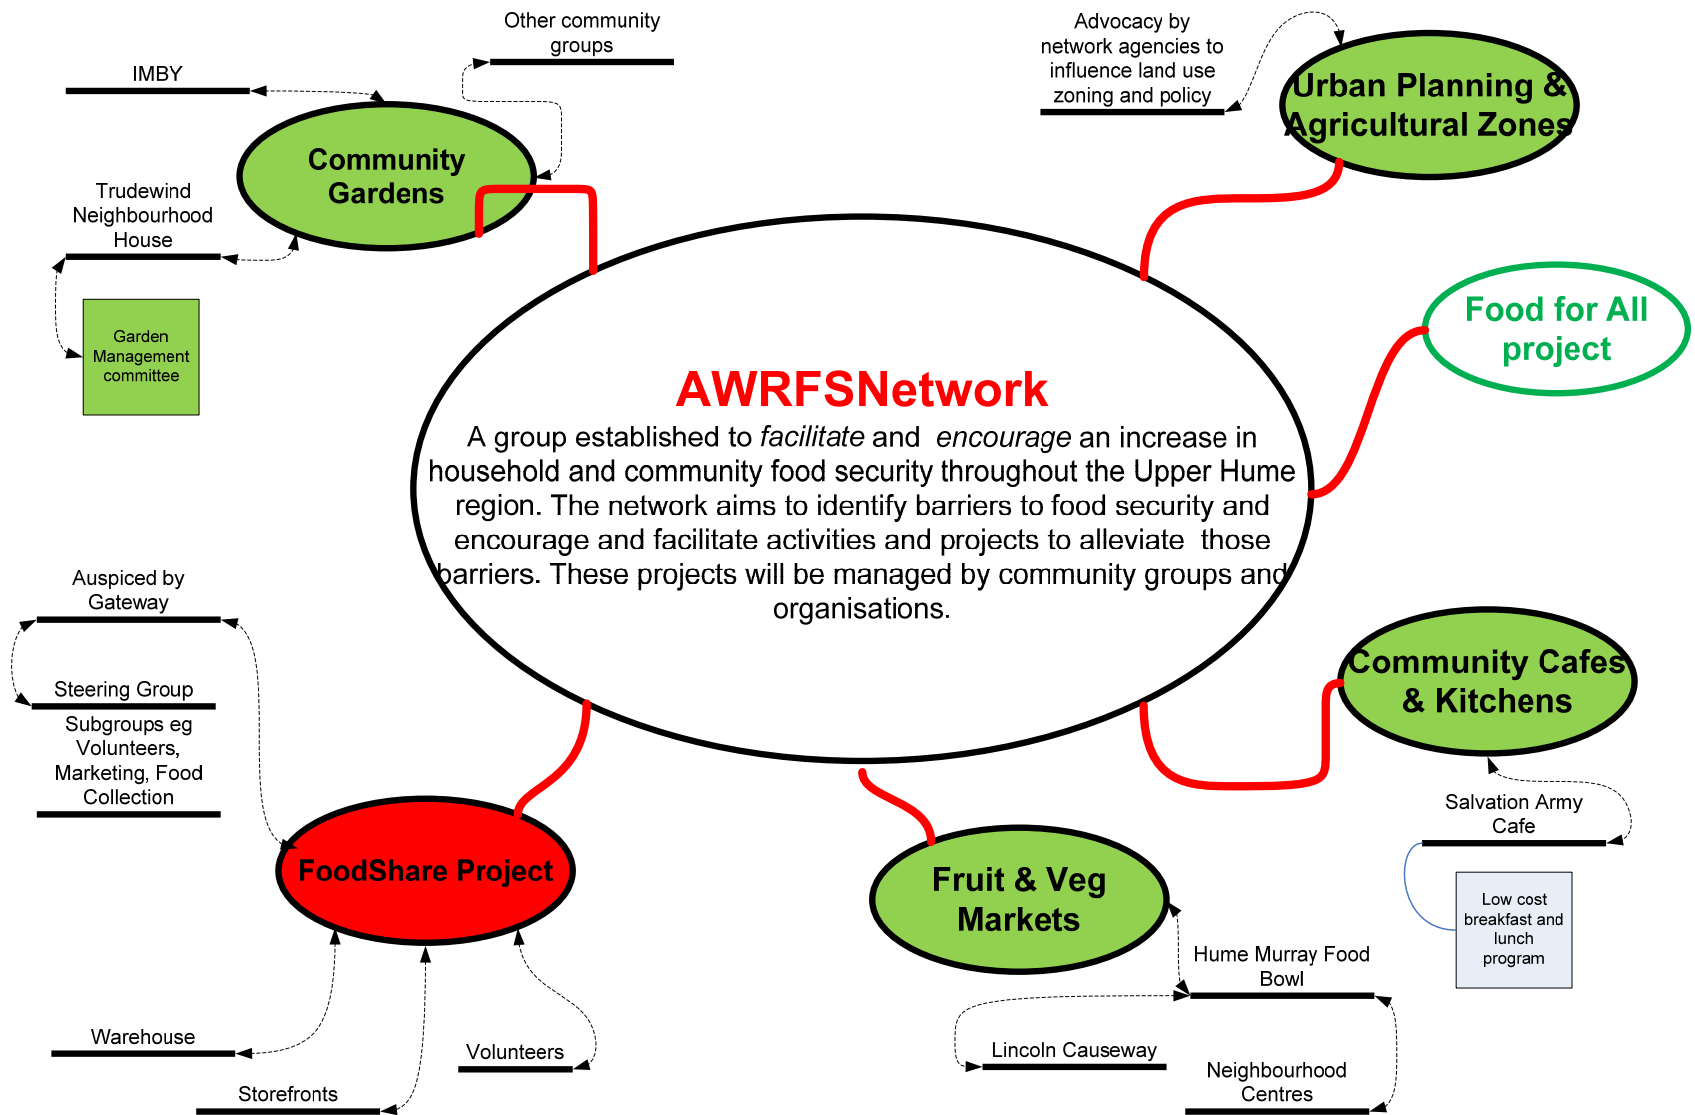 Other community
groups
IMBY
Community
Gardens
Trudewind
Neighbourhood
House
Garden
Management
committee
Advocacy by
network agencies to
influence land use
zoning and policy
Urban Planning &
Agricultural Zones
Food for All
project
AWRFSNetwork
A group established to facilitate and encourage an increase in
household and community food security throughout the Upper Hume
region. The network aims to identify barriers to food security and
encourage and facilitate activities and projects to alleviate those
barriers. These projects will be managed by community groups and
organisations.
Auspiced by
Gateway
Steering Group
Subgroups eg
Volunteers,
Marketing, Food
Collection
FoodShare Project
Warehouse
Storefronts
Volunteers
Fruit & Veg
Markets
Hume Murray Food
Bowl
Lincoln Causeway
Neighbourhood
Centres
Community Cafes
& Kitchens
Salvation Army
Cafe
Low cost
breakfast and
lunch
program